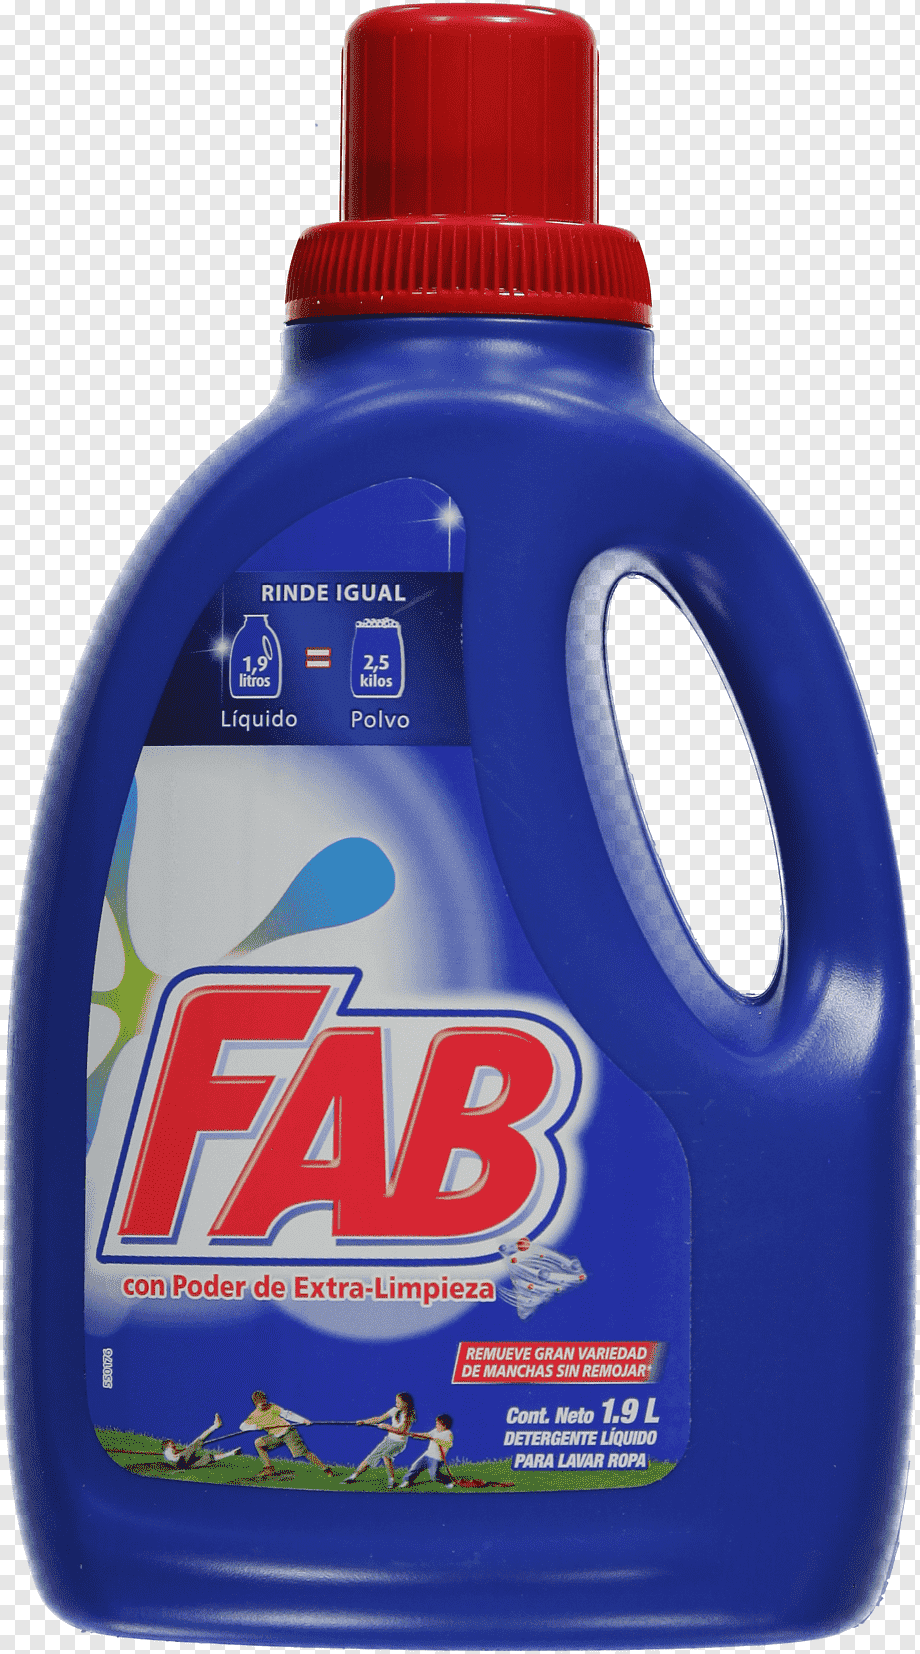 RINDE IGUAL
1,9
litros
=
2,5
kilos
Líquido
Polvo
FAB
con Poder de Extra-Limpieza
550176
REMUEVE GRAN VARIEDAD
DE MANCHAS SIN REMOJAR*
Cont. Neto 1.9 L
DETERGENTE LÍQUIDO
PARA LAVAR ROPA